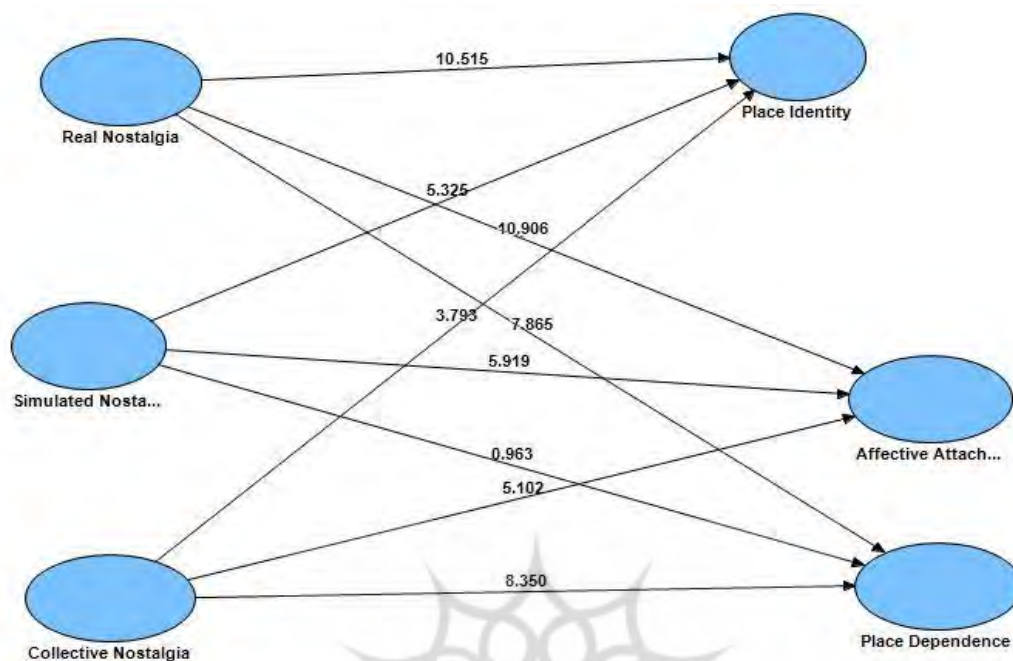 10.515
Place Identity
Real Nostalgia
5.325
10.906
3.793
7.865
5.919
Simulated Nosta...
Affective Attach...
0.963
5.102
8.350
Place Dependence
Collective Nostalgia